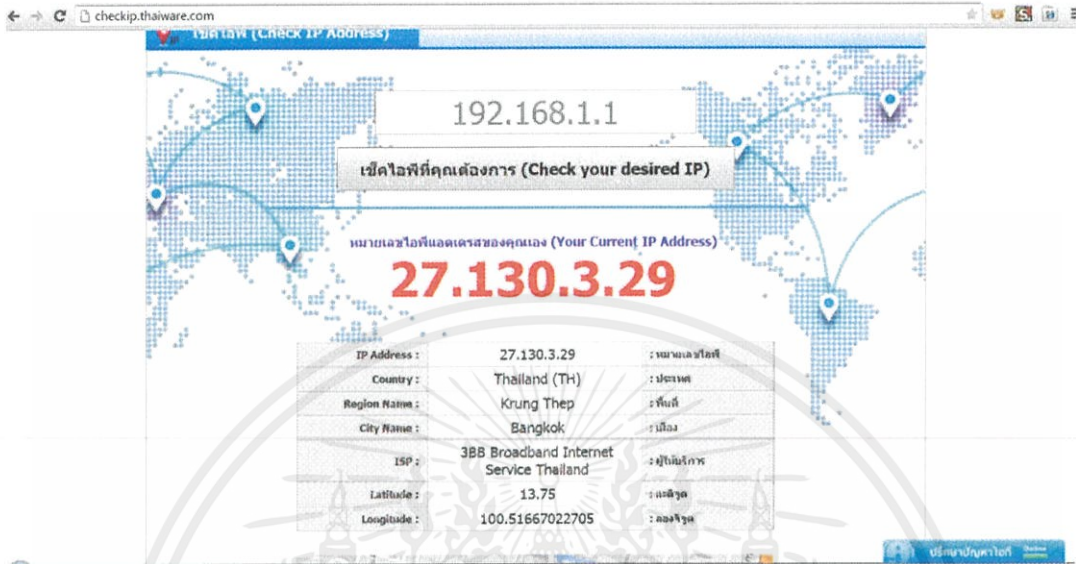 checkip.thaiware.com
เช็คไอพี (Check IP Address)
192.168.1.1
เช็คไอพีที่คุณต้องการ (Check your desired IP)
หมายเลขไอพีแอดเดรสของคุณเอง (Your Current IP Address)
27.130.3.29
IP Address : 27.130.3.29 : หมายเลขไอพี
Country : Thailand (TH) : ประเทศ
Region Name : Krung Thep : พื้นที่
City Name : Bangkok : เมือง
ISP : 3BB Broadband Internet Service Thailand : ผู้ให้บริการ
Latitude : 13.75 : ละติจูด
Longitude : 100.51667022705 : ลองจิจูด
ปรึกษาปัญหาไอที